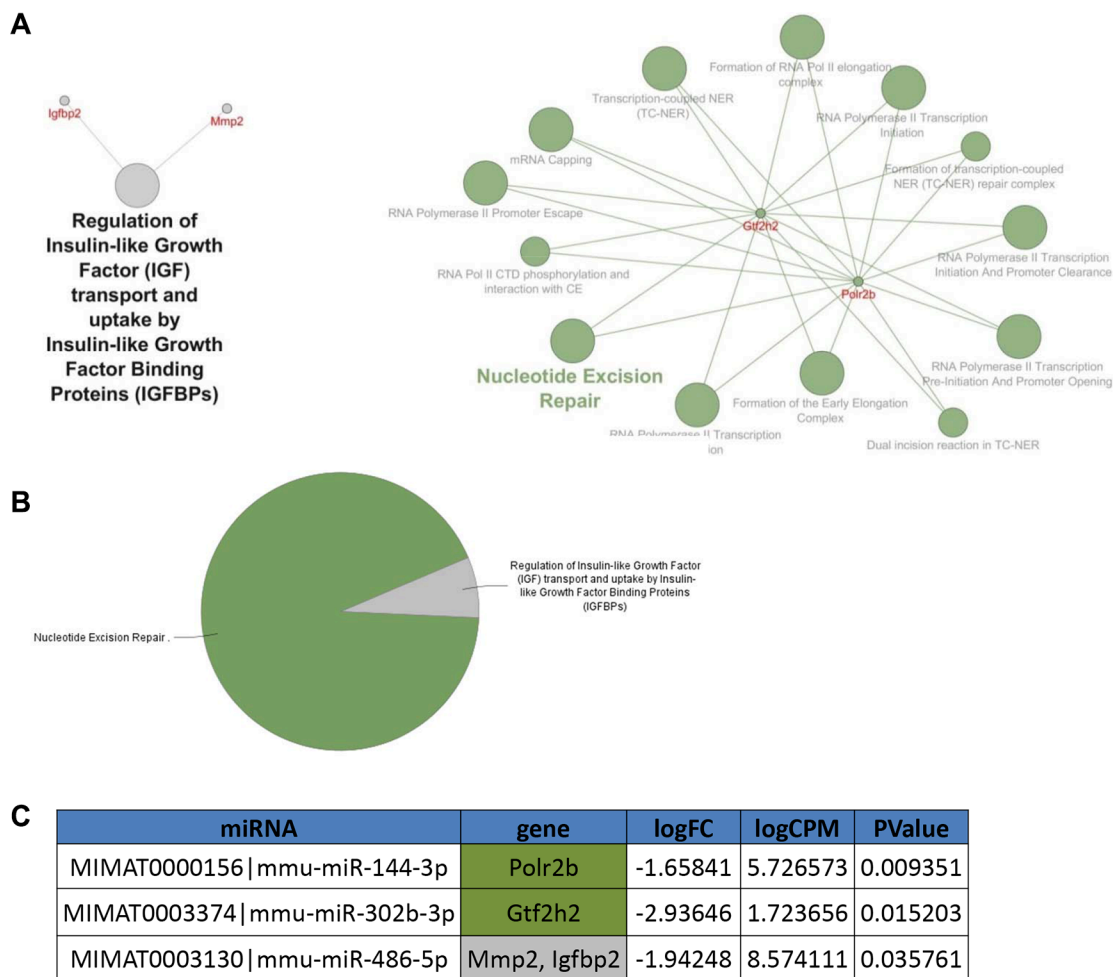 A
Igfbp2
Mmp2
Regulation of
Insulin-like Growth
Factor (IGF)
transport and
uptake by
Insulin-like Growth
Factor Binding
Proteins (IGFBPs)
Formation of RNA Pol II elongation
complex
Transcription-coupled NER
(TC-NER)
RNA Polymerase II Transcription
Initiation
mRNA Capping
Formation of transcription-coupled
NER (TC-NER) repair complex
RNA Polymerase II Promoter Escape
Gtf2h2
RNA Polymerase II Transcription
Initiation And Promoter Clearance
RNA Pol II CTD phosphorylation and
interaction with CE
Polr2b
RNA Polymerase II Transcription
Pre-Initiation And Promoter Opening
Nucleotide Excision
Repair
Formation of the Early Elongation
Complex
RNA Polymerase II Transcription
ion
Dual incision reaction in TC-NER
B
Regulation of Insulin-like Growth Factor
(IGF) transport and uptake by Insulin-
like Growth Factor Binding Proteins
(IGFBPs)
Nucleotide Excision Repair .
C
miRNA gene logFC logCPM PValue
MIMAT0000156|mmu-miR-144-3p Polr2b -1.65841 5.726573 0.009351
MIMAT0003374|mmu-miR-302b-3p Gtf2h2 -2.93646 1.723656 0.015203
MIMAT0003130|mmu-miR-486-5p Mmp2, Igfbp2 -1.94248 8.574111 0.035761